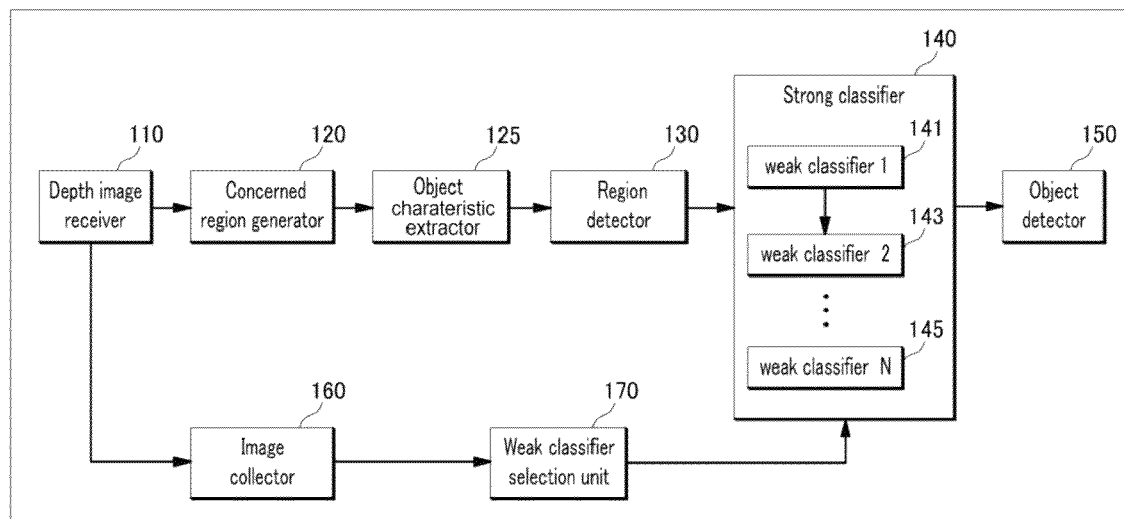 140
Strong classifier
110
120
125
130
141
150
Depth image
receiver
Concerned
region generator
Object
charateristic
extractor
Region
detector
weak classifier 1
Object
detector
143
weak classifier 2
145
weak classifier N
160
170
Image
collector
Weak classifier
selection unit